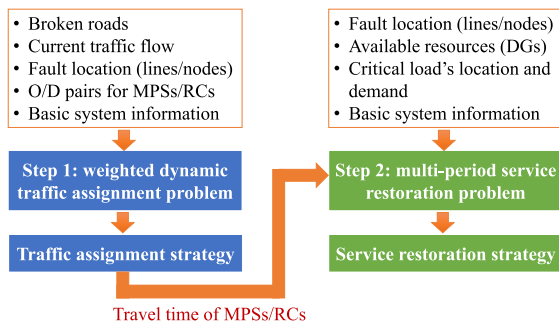 • Broken roads
• Current traffic flow
• Fault location (lines/nodes)
• O/D pairs for MPSs/RCs
• Basic system information
Step 1: weighted dynamic
traffic assignment problem
Traffic assignment strategy
Travel time of MPSs/RCs
• Fault location (lines/nodes)
• Available resources (DGs)
• Critical load's location and
demand
• Basic system information
Step 2: multi-period service
restoration problem
Service restoration strategy